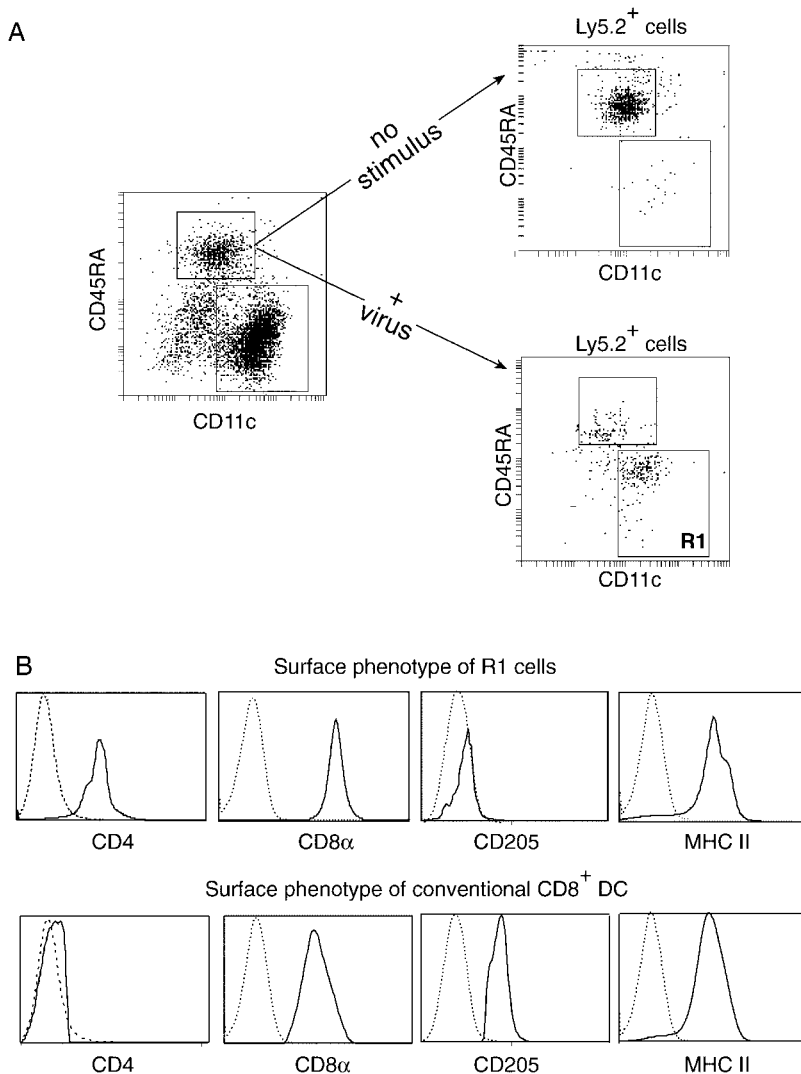 A
Ly5.2+ cells
no stimulus
CD45RA
CD11c
CD45RA
CD11c
+ virus
Ly5.2+ cells
CD45RA
R1
CD11c
B
Surface phenotype of R1 cells
CD4 CD8α CD205 MHC II
Surface phenotype of conventional CD8+ DC
CD4 CD8α CD205 MHC II